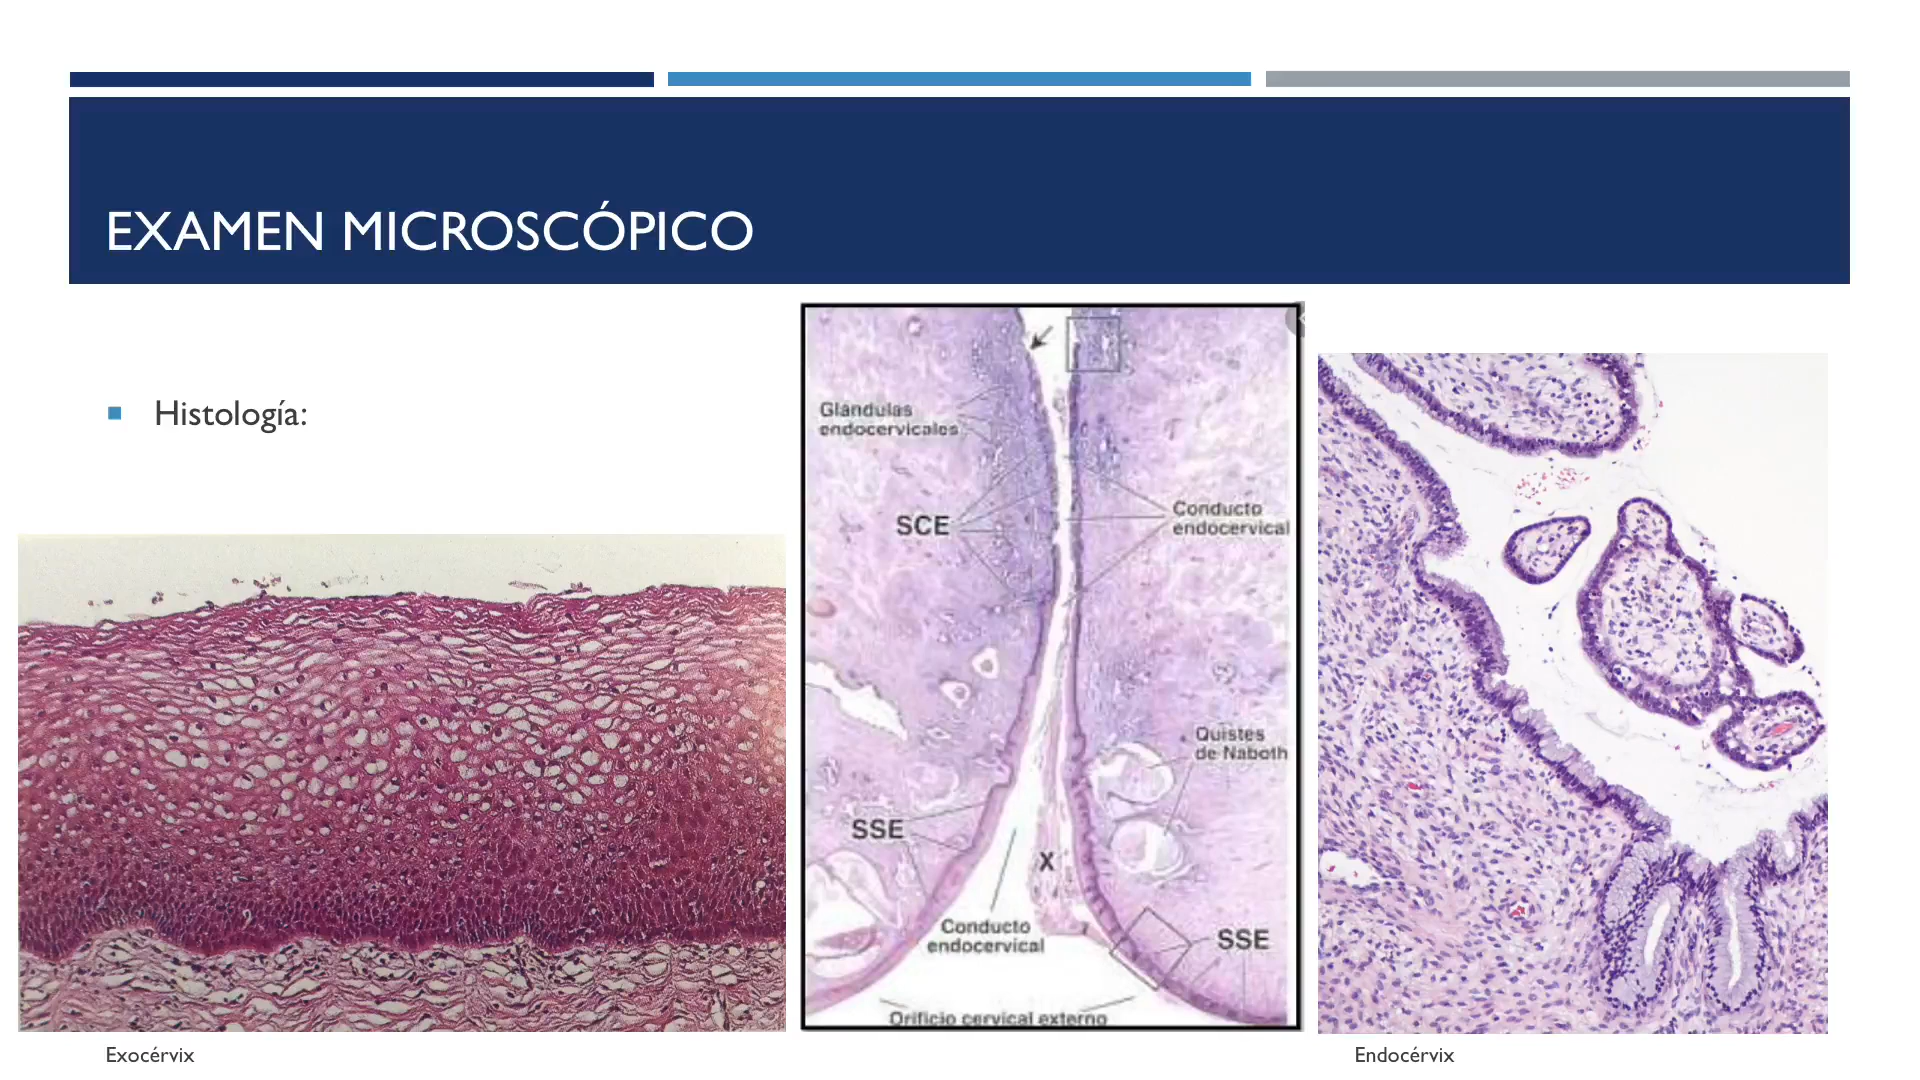 EXAMEN MICROSCÓPICO
Histología:
Glándulas
endocervicales
SCE
Conducto
endocervical
Quistes
de Naboth
SSE
X
Conducto
endocervical
SSE
Orificio cervical externo
Exocérvix
Endocérvix